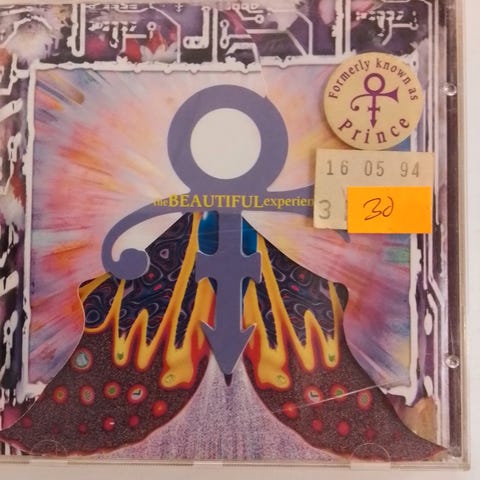 Formerly known as
Prince
16 05 94
3
30
theBEAUTIFULexperien